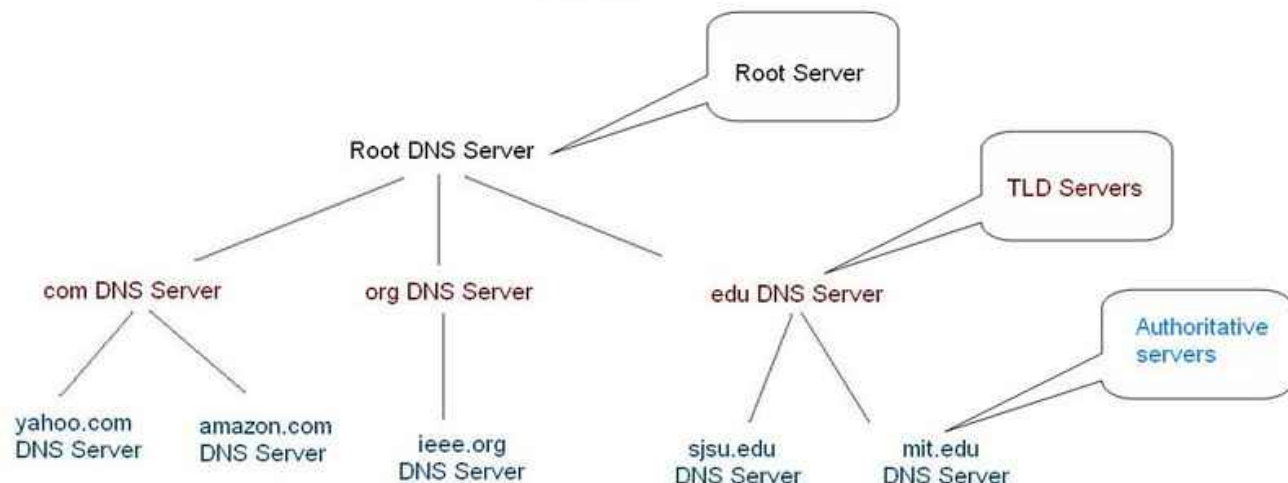 Root Server
Root DNS Server
TLD Servers
com DNS Server
org DNS Server
edu DNS Server
Authoritative
servers
yahoo.com
DNS Server
amazon.com
DNS Server
ieee.org
DNS Server
sjsu.edu
DNS Server
mit.edu
DNS Server